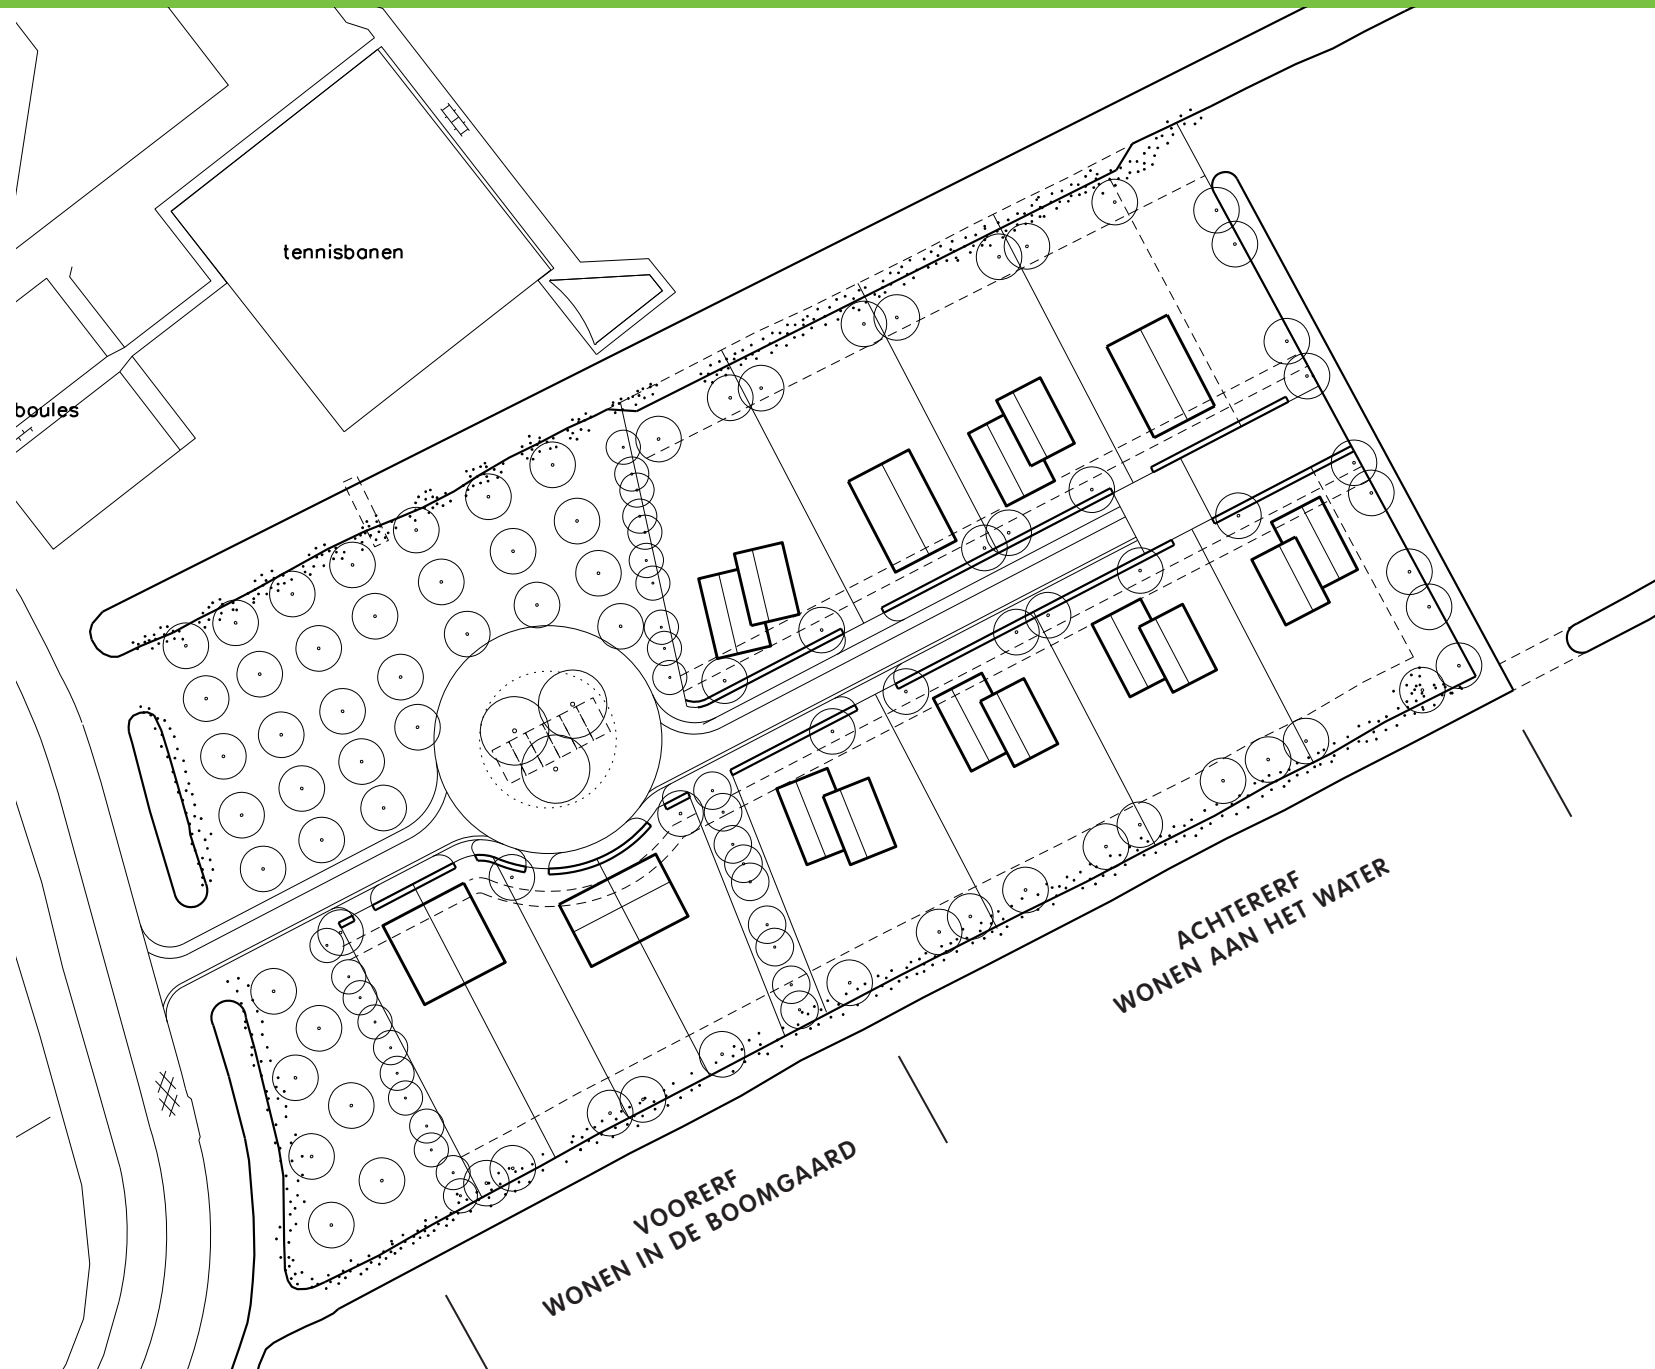 tennisbanen
boules
ACHTERERF
WONEN AAN HET WATER
VOORERF
WONEN IN DE BOOMGAARD